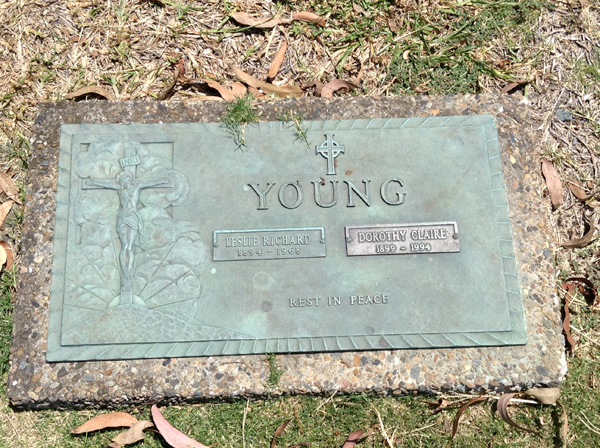 INRI
YOUNG
LESLIE RICHARD
1894 - 1968
DOROTHY CLAIRE
1899 - 1994
REST IN PEACE